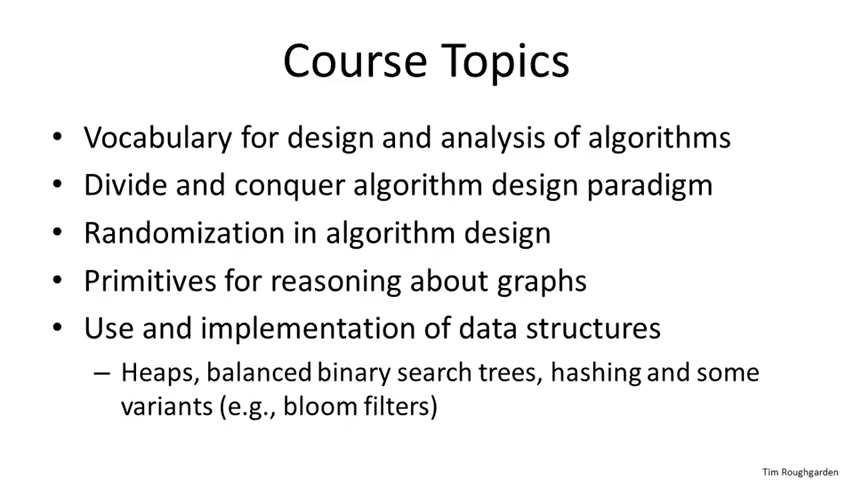 Course Topics
• Vocabulary for design and analysis of algorithms
• Divide and conquer algorithm design paradigm
• Randomization in algorithm design
• Primitives for reasoning about graphs
• Use and implementation of data structures
– Heaps, balanced binary search trees, hashing and some
variants (e.g., bloom filters)
Tim Roughgarden